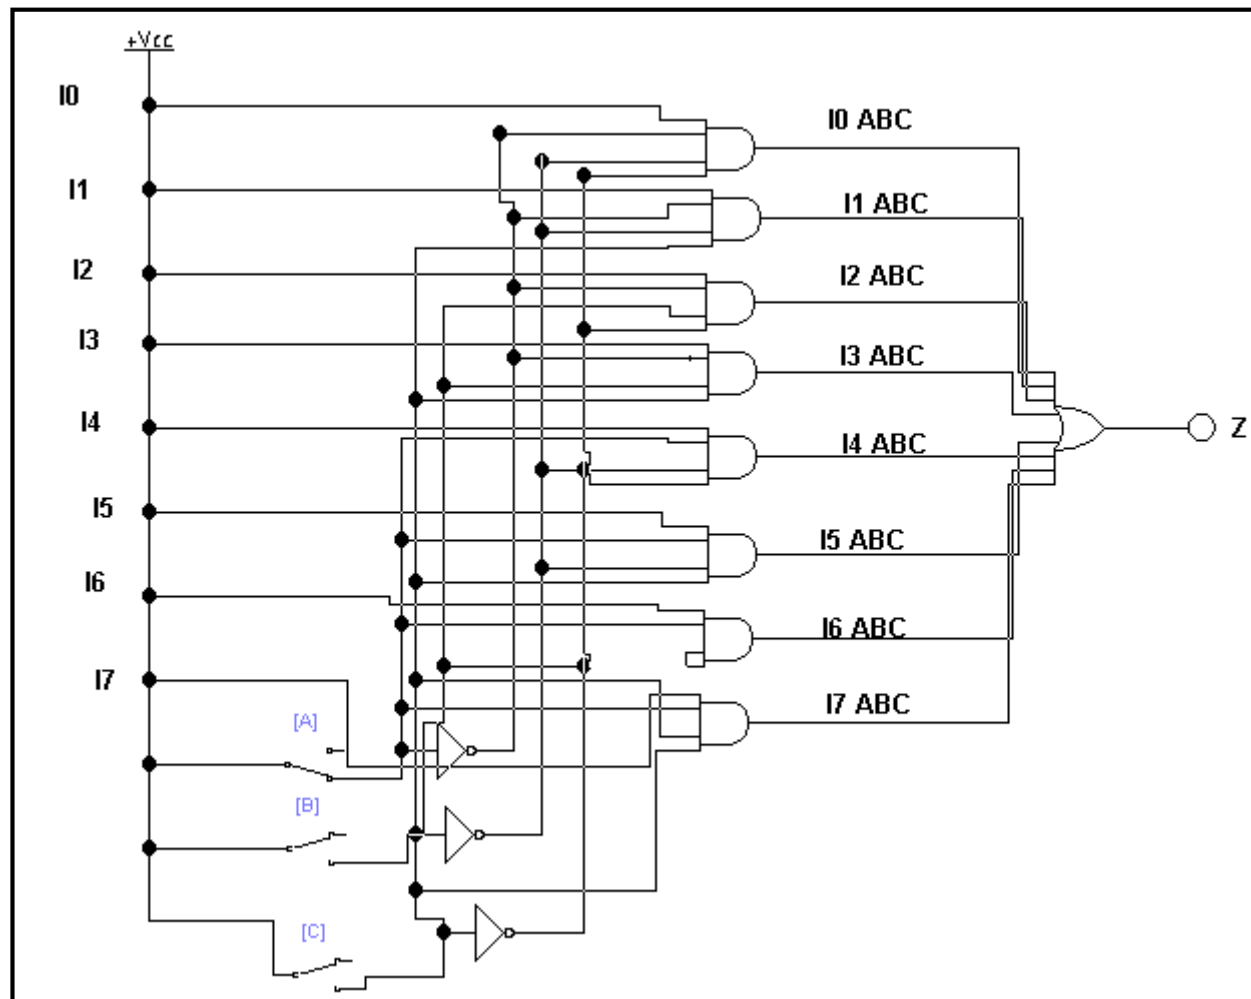 +Vcc
I0
I0 ABC
I1
I1 ABC
I2
I2 ABC
I3
I3 ABC
I4
I4 ABC
Z
I5
I5 ABC
I6
I6 ABC
I7
I7 ABC
[A]
[B]
[C]